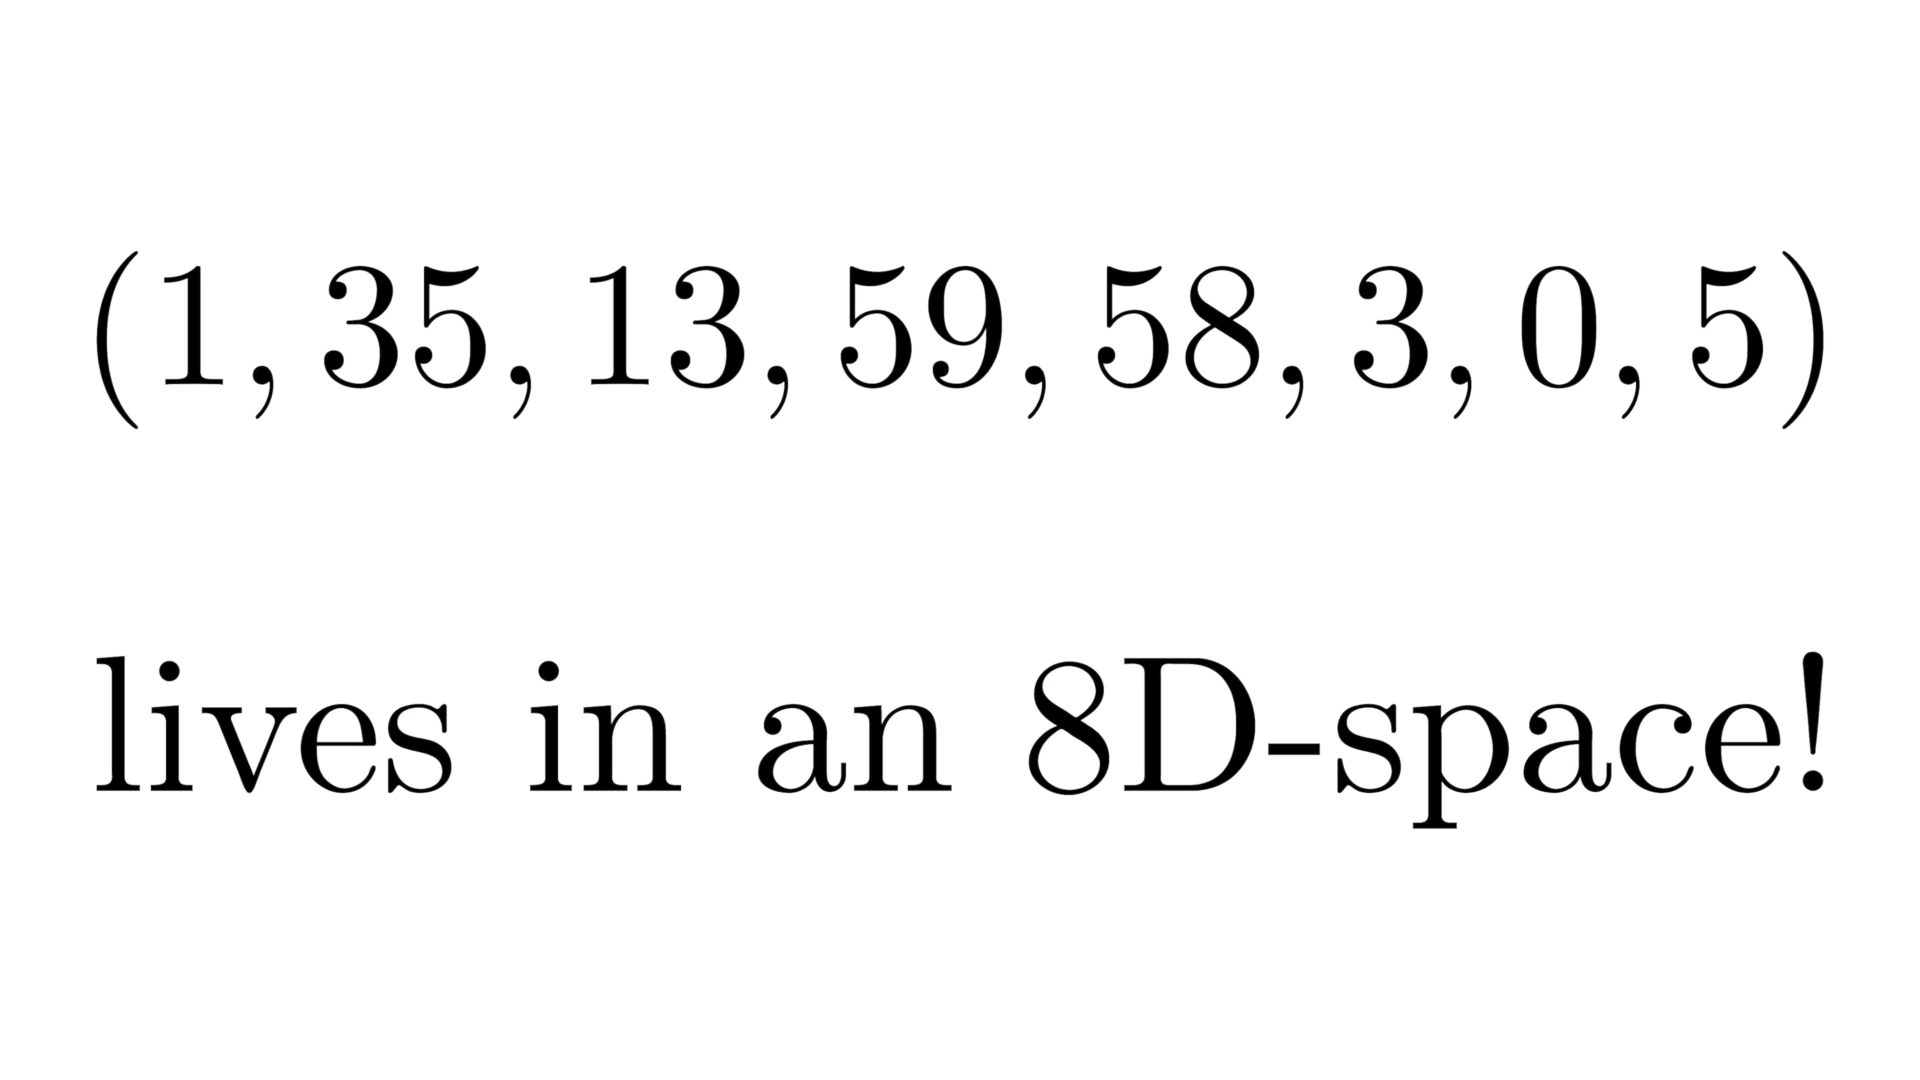 (1, 35, 13, 59, 58, 3, 0, 5)
lives in an 8D-space!